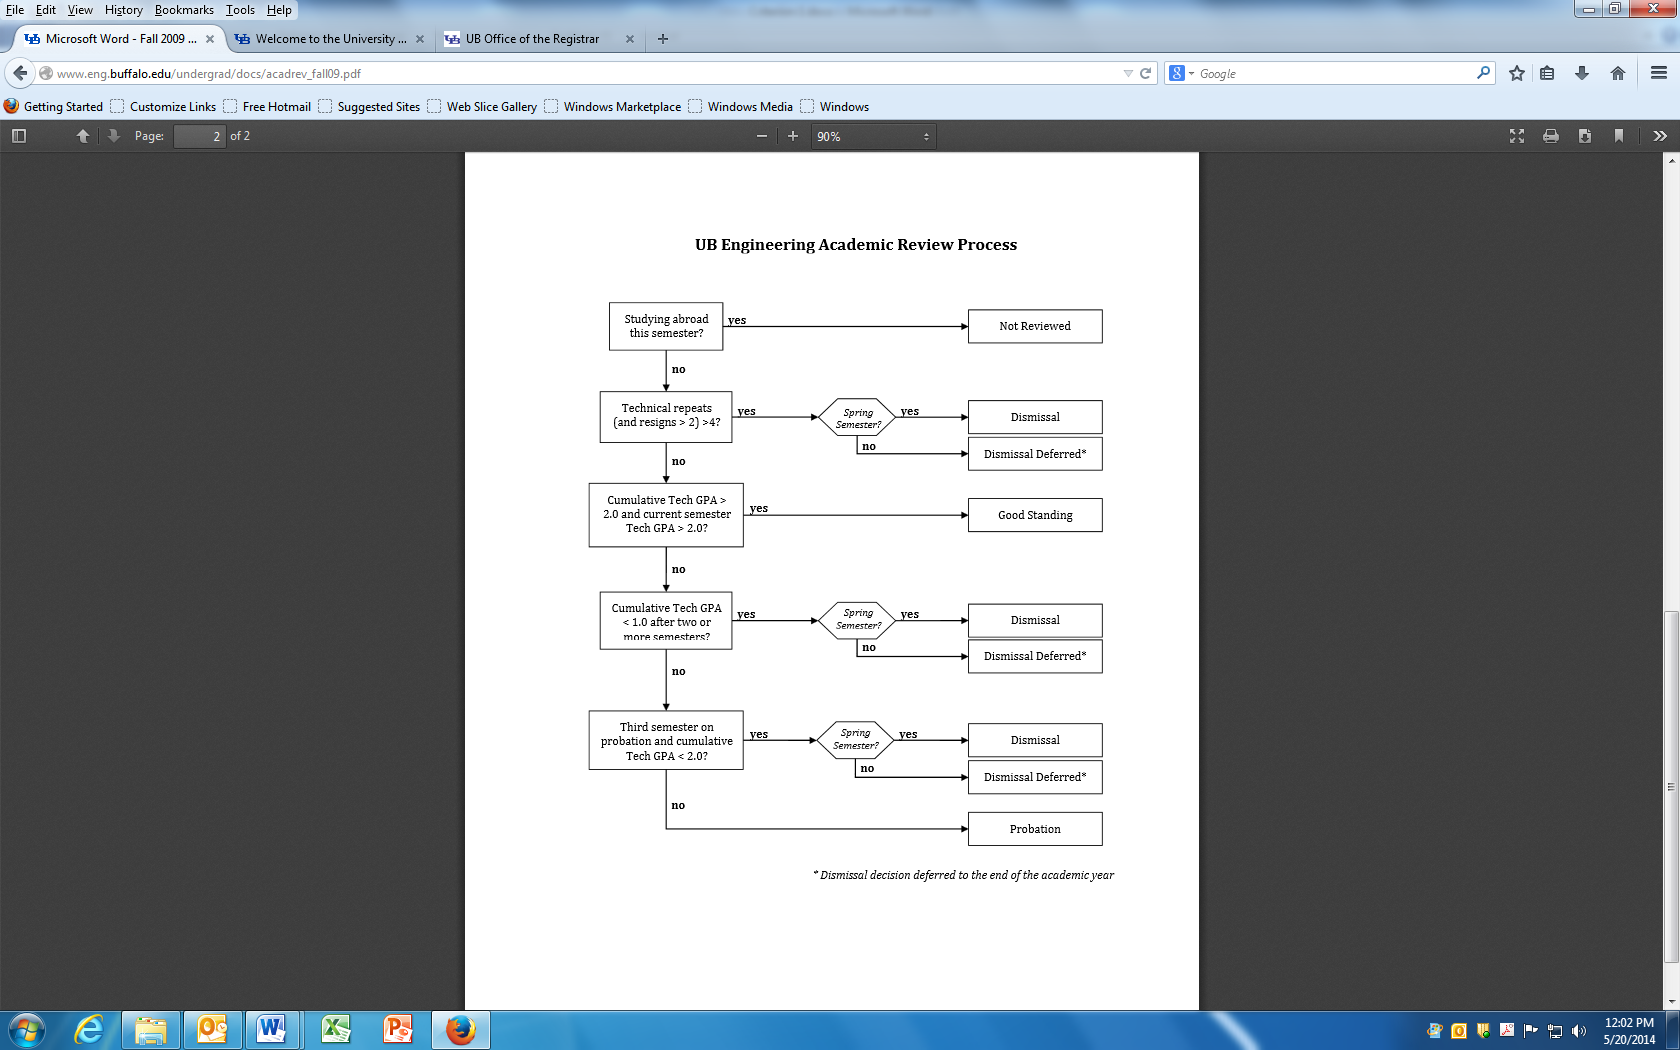 File Edit View History Bookmarks Tools Help
Microsoft Word - Fall 2009 ... Welcome to the University ... UB Office of the Registrar
www.eng.buffalo.edu/undergrad/docs/acadrev_fall09.pdf Google
Getting Started Customize Links Free Hotmail Suggested Sites Web Slice Gallery Windows Marketplace Windows Media Windows
Page: 2 of 2 90%
UB Engineering Academic Review Process
Studying abroad
this semester?
yes
Not Reviewed
no
Technical repeats
(and resigns > 2) >4?
yes
Spring
Semester?
yes
Dismissal
no
Dismissal Deferred*
no
Cumulative Tech GPA >
2.0 and current semester
Tech GPA > 2.0?
yes
Good Standing
no
Cumulative Tech GPA
< 1.0 after two or
more semesters?
yes
Spring
Semester?
yes
Dismissal
no
Dismissal Deferred*
no
Third semester on
probation and cumulative
Tech GPA < 2.0?
yes
Spring
Semester?
yes
Dismissal
no
Dismissal Deferred*
no
Probation
* Dismissal decision deferred to the end of the academic year
12:02 PM
5/20/2014